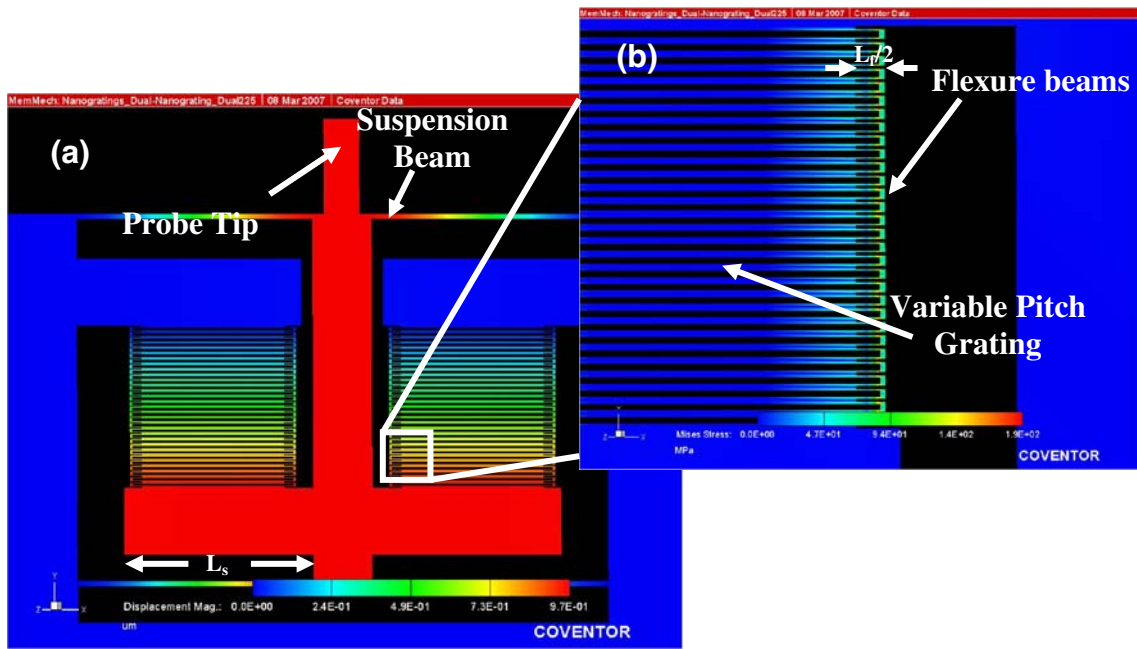 MemMech: Nanogratings_Dual-Nanograting_Dual225 | 08 Mar 2007 | Coventor Data
(a)
Suspension
Beam
Probe Tip
Ls
Y
Z
X
Displacement Mag.: 0.0E+00 2.4E-01 4.9E-01 7.3E-01 9.7E-01
um
COVENTOR
MemMech: Nanogratings_Dual-Nanograting_Dual225 | 08 Mar 2007 | Coventor Data
(b)
Lf/2
Flexure beams
Variable Pitch
Grating
Y
Z
X
Mises Stress: 0.0E+00 4.7E+01 9.4E+01 1.4E+02 1.9E+02
MPa
COVENTOR